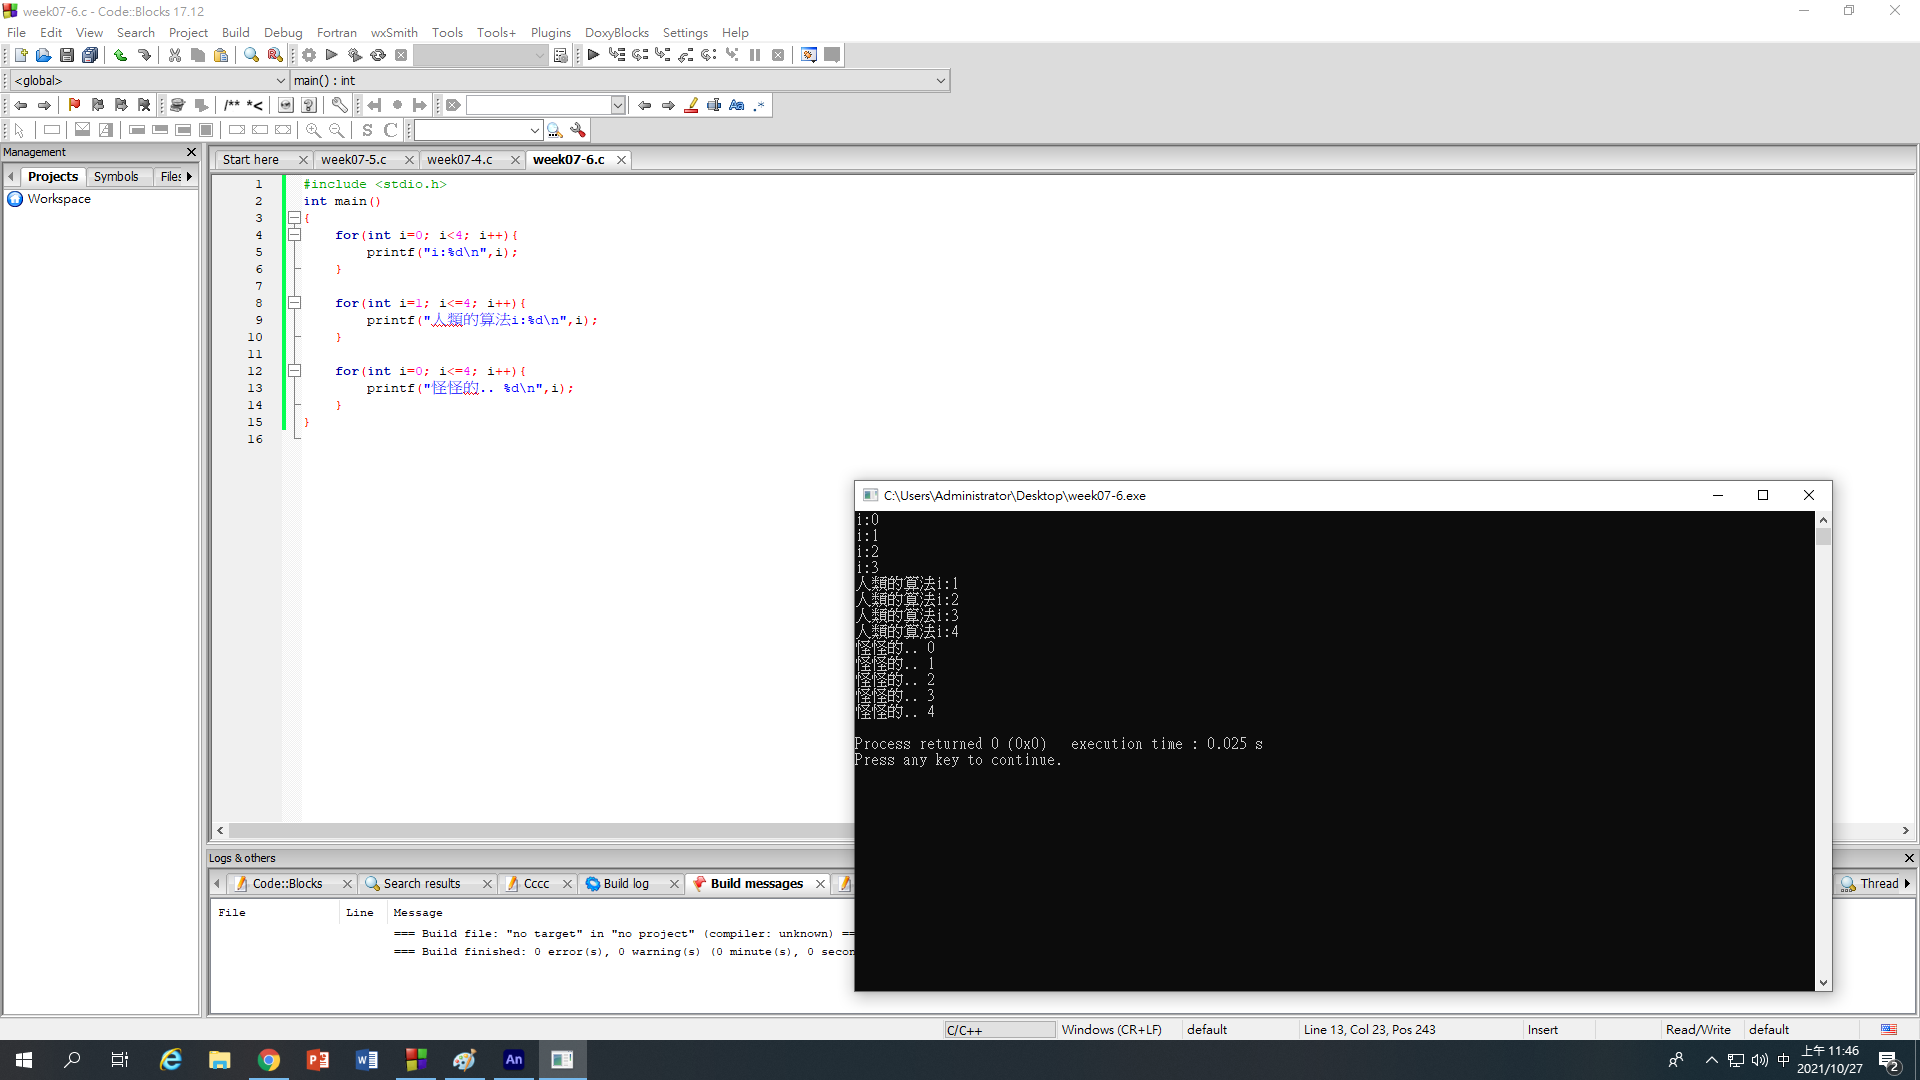 week07-6.c - Code::Blocks 17.12
File Edit View Search Project Build Debug Fortran wxSmith Tools Tools+ Plugins DoxyBlocks Settings Help
<global> main() : int
/** *< Aa .*
S C
Management
Projects Symbols Files
Workspace
Start here week07-5.c week07-4.c week07-6.c
1 #include <stdio.h>
2 int main()
3 {
4 for(int i=0; i<4; i++){
5 printf("i:%d\n",i);
6 }
7
8 for(int i=1; i<=4; i++){
9 printf("人類的算法i:%d\n",i);
10 }
11
12 for(int i=0; i<=4; i++){
13 printf("怪怪的.. %d\n",i);
14 }
15 }
16
C:\Users\Administrator\Desktop\week07-6.exe
i:0
i:1
i:2
i:3
人類的算法i:1
人類的算法i:2
人類的算法i:3
人類的算法i:4
怪怪的.. 0
怪怪的.. 1
怪怪的.. 2
怪怪的.. 3
怪怪的.. 4
Process returned 0 (0x0) execution time : 0.025 s
Press any key to continue.
Logs & others
Code::Blocks Search results Cccc Build log Build messages Thread
File Line Message
=== Build file: "no target" in "no project" (compiler: unknown) ==
=== Build finished: 0 error(s), 0 warning(s) (0 minute(s), 0 secon
C/C++ Windows (CR+LF) default Line 13, Col 23, Pos 243 Insert Read/Write default
An 中 上午 11:46
2021/10/27 2